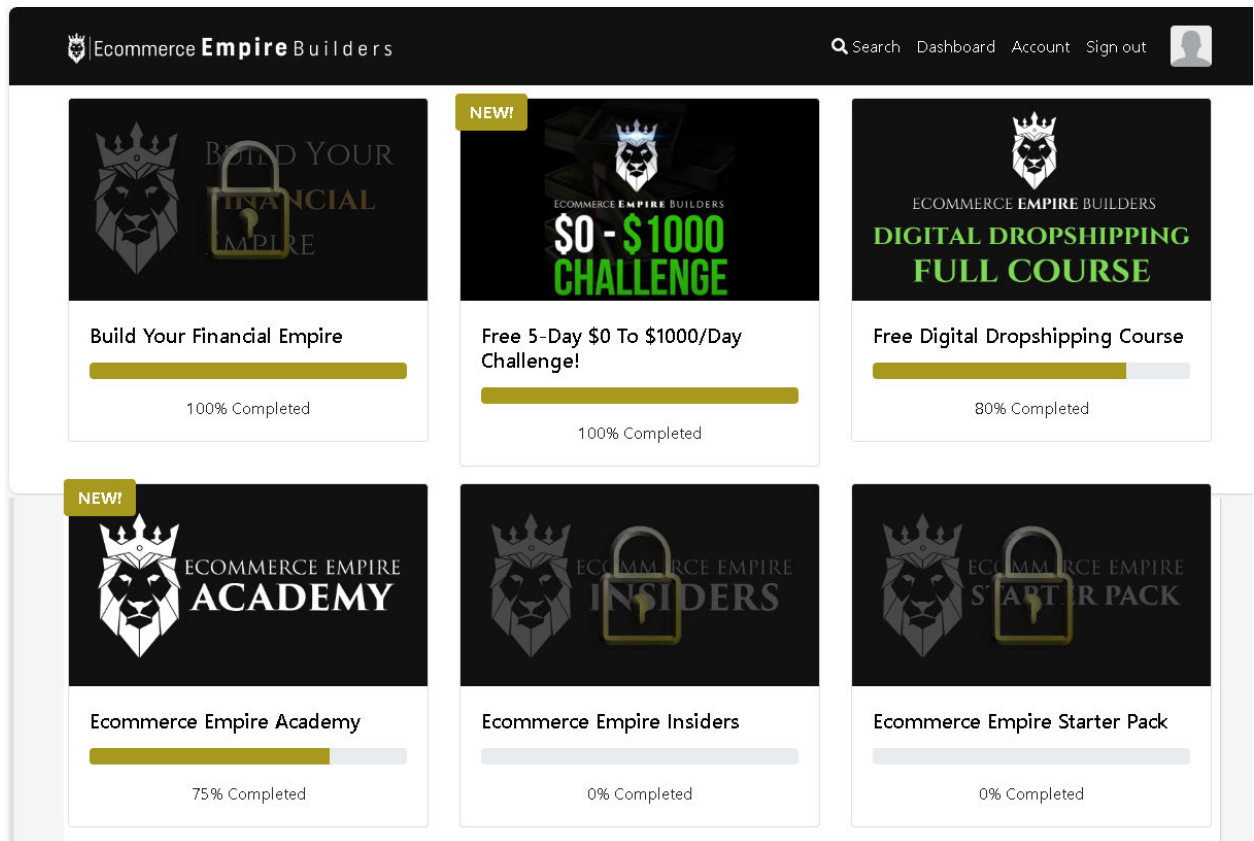 Ecommerce Empire Builders
Search Dashboard Account Sign out
BUILD YOUR
FINANCIAL
EMPIRE
Build Your Financial Empire
100% Completed
NEW!
ECOMMERCE EMPIRE BUILDERS
$0 - $1000
CHALLENGE
Free 5-Day $0 To $1000/Day
Challenge!
100% Completed
ECOMMERCE EMPIRE BUILDERS
DIGITAL DROPSHIPPING
FULL COURSE
Free Digital Dropshipping Course
80% Completed
NEW!
ECOMMERCE EMPIRE
ACADEMY
Ecommerce Empire Academy
75% Completed
ECOMMERCE EMPIRE
INSIDERS
Ecommerce Empire Insiders
0% Completed
ECOMMERCE EMPIRE
STARTER PACK
Ecommerce Empire Starter Pack
0% Completed